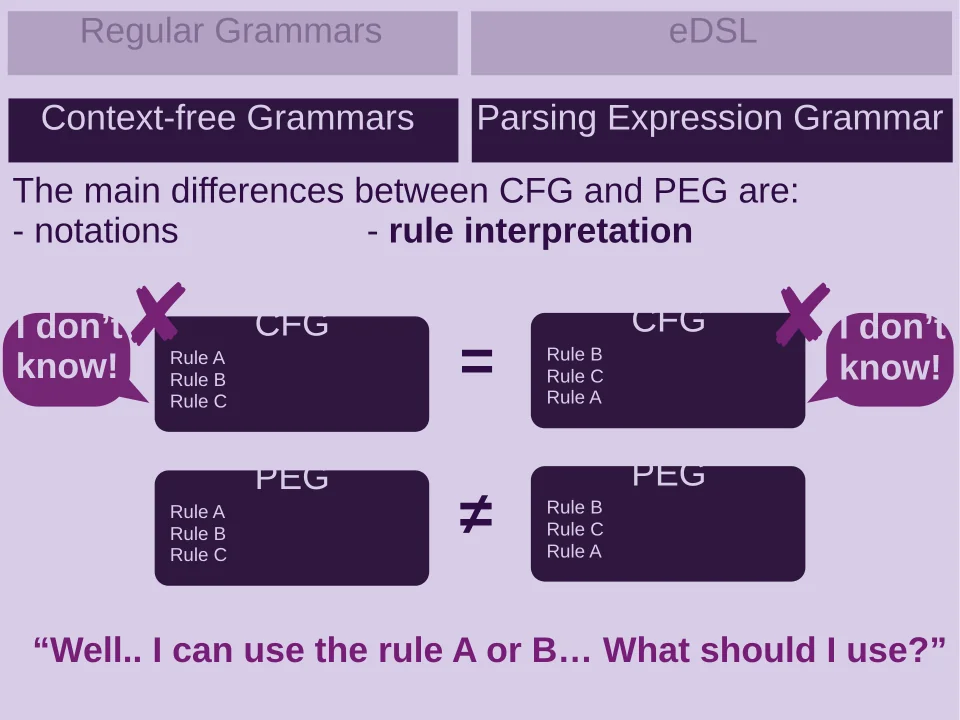 Regular Grammars
eDSL
Context-free Grammars
Parsing Expression Grammar
The main differences between CFG and PEG are:
- notations - rule interpretation
I don't
know!
CFG
Rule A
Rule B
Rule C
=
CFG
Rule B
Rule C
Rule A
I don't
know!
PEG
Rule A
Rule B
Rule C
≠
PEG
Rule B
Rule C
Rule A
“Well.. I can use the rule A or B… What should I use?”